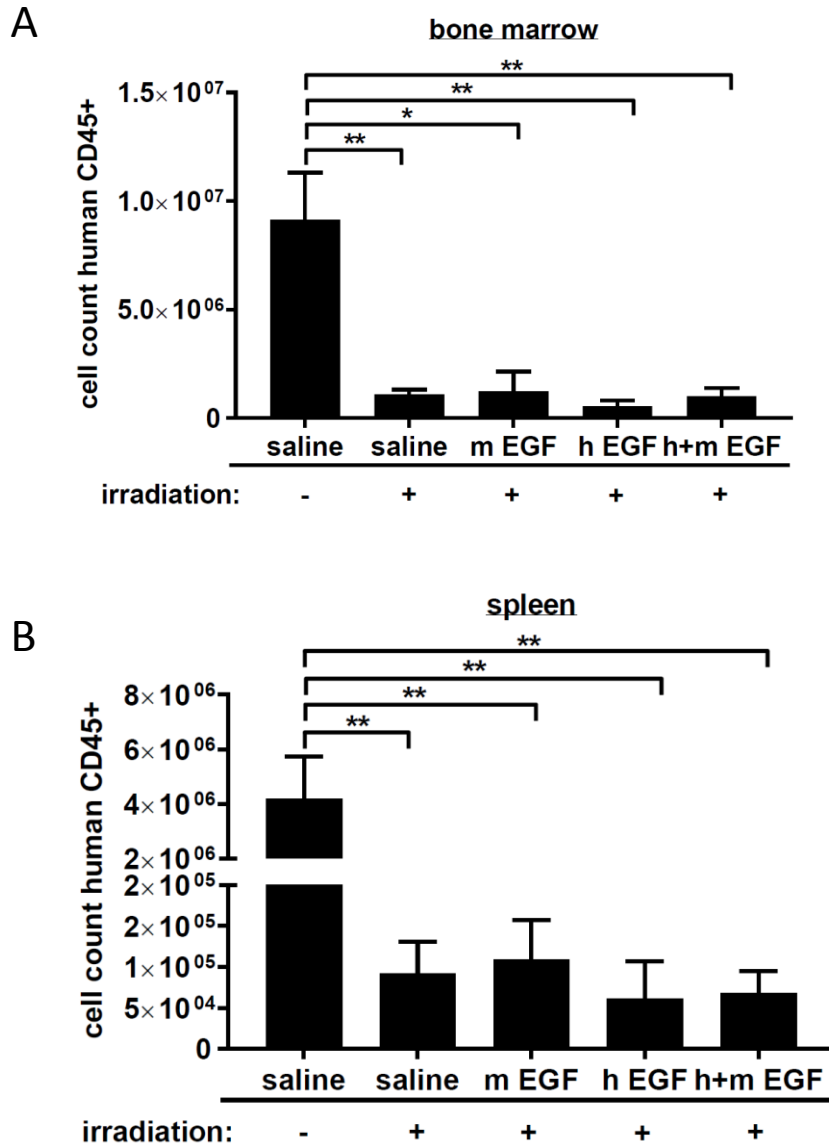 A
bone marrow
**
**
*
**
cell count human CD45+
1.5×10⁰⁷
1.0×10⁰⁷
5.0×10⁰⁶
0
saline saline m EGF h EGF h+m EGF
irradiation: - + + + +
B
spleen
**
**
**
**
cell count human CD45+
8×10⁰⁶
6×10⁰⁶
4×10⁰⁶
2×10⁰⁶
2×10⁰⁵
2×10⁰⁵
1×10⁰⁵
5×10⁰⁴
0
saline saline m EGF h EGF h+m EGF
irradiation: - + + + +